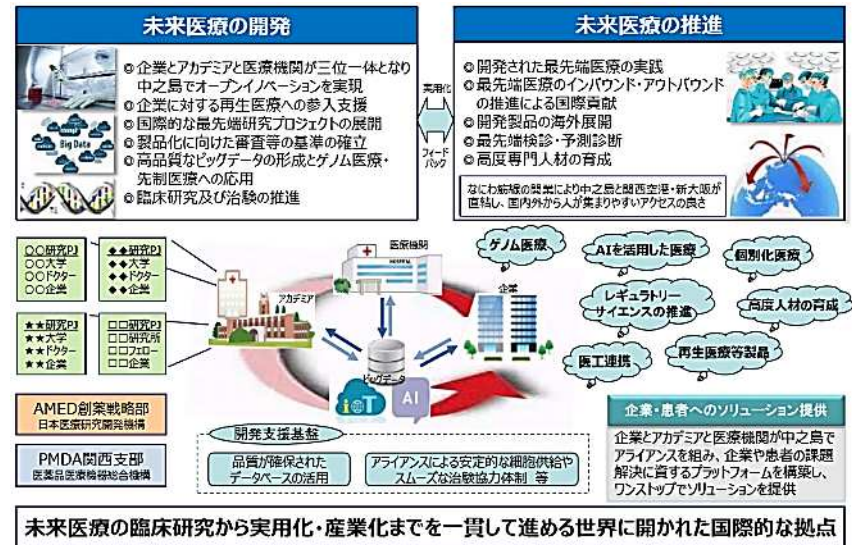 未来医療の開発
◎企業とアカデミアと医療機関が三位一体となり
中之島でオープンイノベーションを実現
◎企業に対する再生医療への参入支援
◎国際的な最先端研究プロジェクトの展開
◎製品化に向けた審査等の基準の確立
◎高品質なビッグデータの形成とゲノム医療・
先制医療への応用
◎臨床研究及び治験の推進
Big Data
実用化
フィード
バック
未来医療の推進
◎開発された最先端医療の実践
◎最先端医療のインバウンド・アウトバウンド
の推進による国際貢献
◎開発製品の海外展開
◎最先端検診・予測診断
◎高度専門人材の育成
なにわ筋線の開業により中之島と関西空港・新大阪が
直結し、国内外から人が集まりやすいアクセスの良さ
○○研究PJ
○○大学
○○ドクター
○○企業
◆◆研究PJ
◆◆大学
◆◆ドクター
◆◆企業
★★研究PJ
★★大学
★★ドクター
★★企業
□□研究PJ
□□研究所
□□フェロー
□□企業
医療機関
HOSPITAL
アカデミア
企業
ビッグデータ
IoT
AI
ゲノム医療
AIを活用した医療
個別化医療
レギュラトリー
サイエンスの推進
高度人材の育成
医工連携
再生医療等製品
AMED創薬戦略部
日本医療研究開発機構
PMDA関西支部
医薬品医療機器総合機構
開発支援基盤
品質が確保された
データベースの活用
アライアンスによる安定的な細胞供給や
スムーズな治験協力体制 等
企業・患者へのソリューション提供
企業とアカデミアと医療機関が中之島で
アライアンスを組み、企業や患者の課題
解決に資するプラットフォームを構築し、
ワンストップでソリューションを提供
未来医療の臨床研究から実用化・産業化までを一貫して進める世界に開かれた国際的な拠点